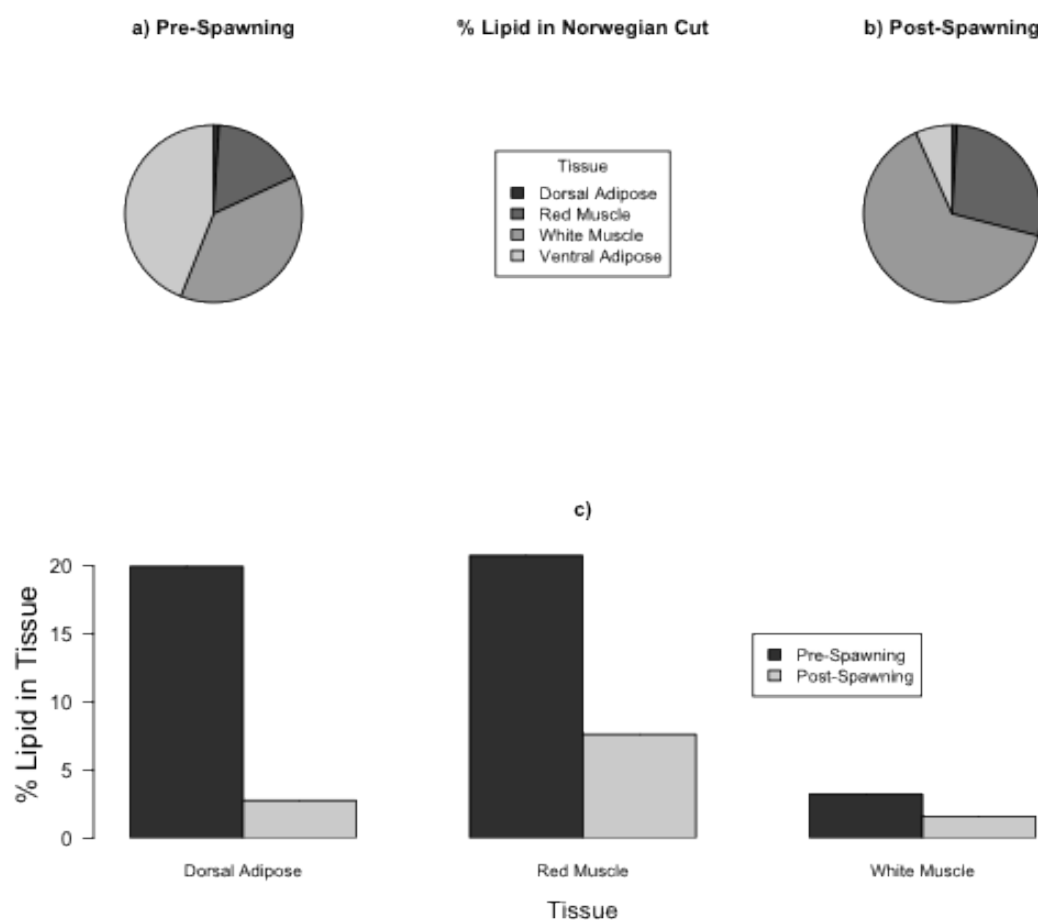 a) Pre-Spawning
% Lipid in Norwegian Cut
b) Post-Spawning
Tissue
Dorsal Adipose
Red Muscle
White Muscle
Ventral Adipose
c)
% Lipid in Tissue
20
15
10
5
0
Pre-Spawning
Post-Spawning
Dorsal Adipose
Red Muscle
White Muscle
Tissue